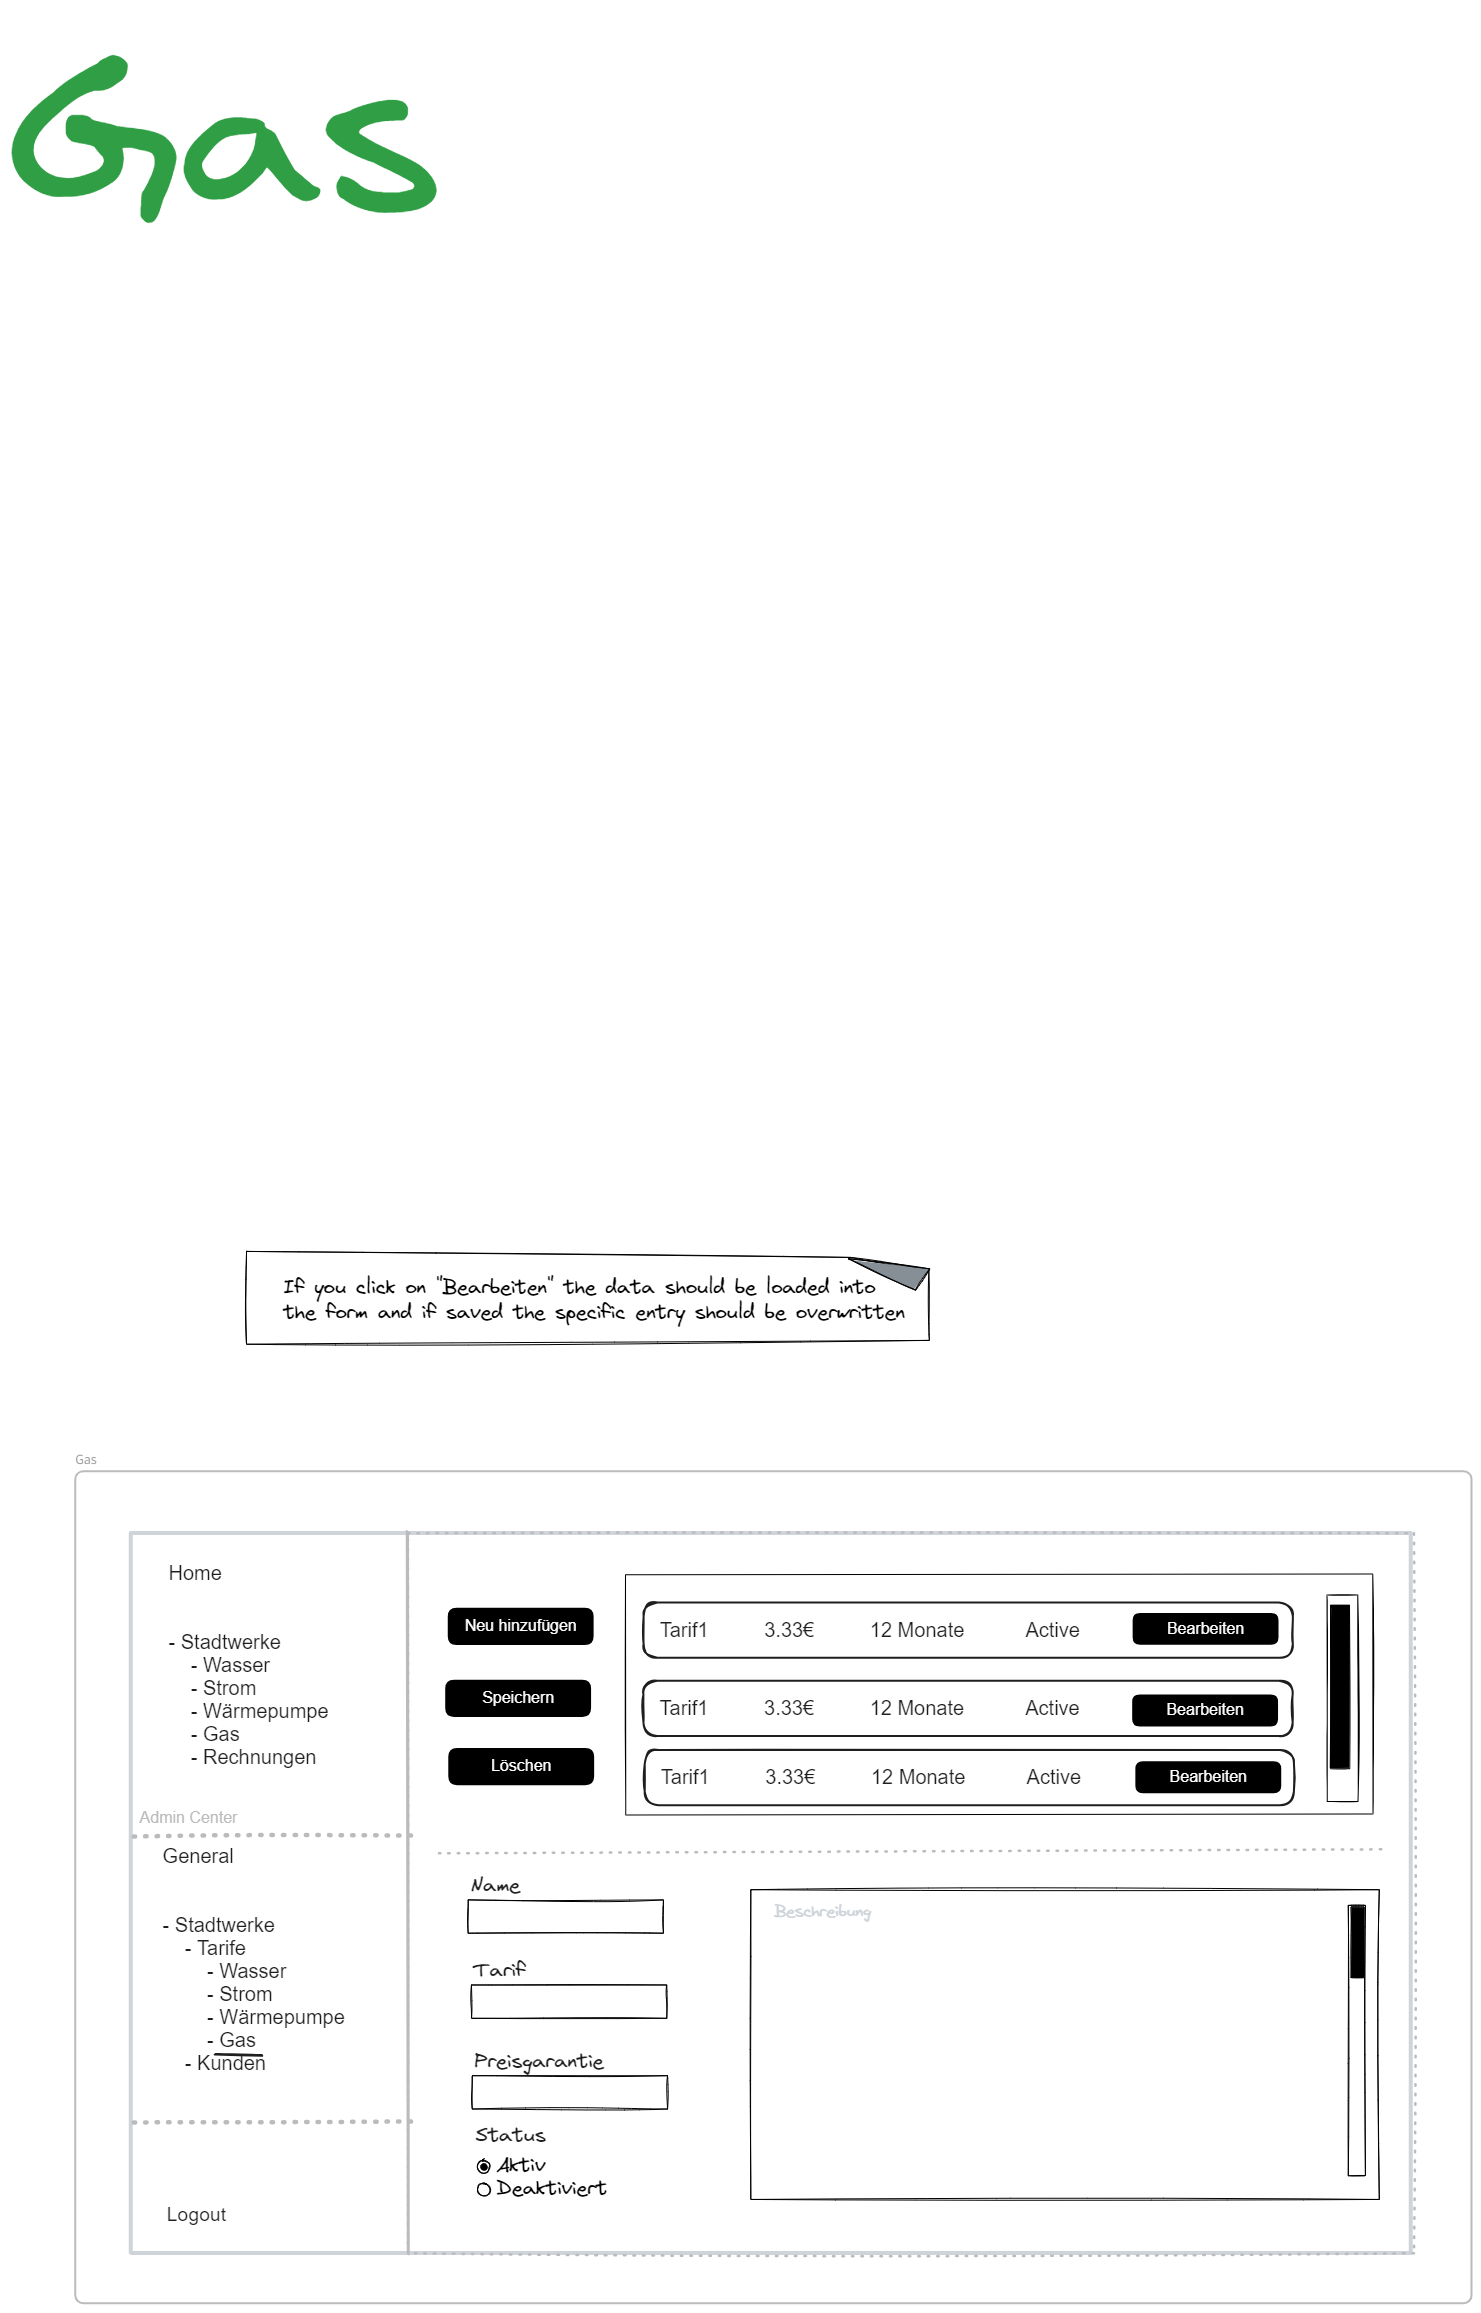 Gas
If you click on "Bearbeiten" the data should be loaded into
the form and if saved the specific entry should be overwritten
Gas
Home
- Stadtwerke
- Wasser
- Strom
- Wärmepumpe
- Gas
- Rechnungen
Admin Center
General
- Stadtwerke
- Tarife
- Wasser
- Strom
- Wärmepumpe
- Gas
- Kunden
Logout
Neu hinzufügen
Speichern
Löschen
Tarif1 3.33€ 12 Monate Active Bearbeiten
Tarif1 3.33€ 12 Monate Active Bearbeiten
Tarif1 3.33€ 12 Monate Active Bearbeiten
Name
Tarif
Preisgarantie
Status
Aktiv
Deaktiviert
Beschreibung